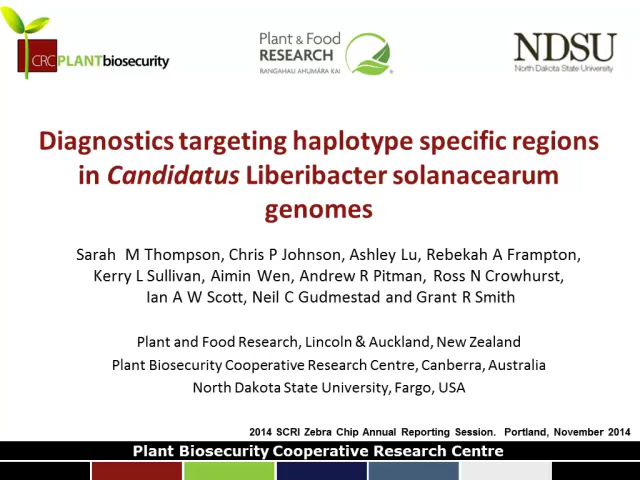 CRCPLANTbiosecurity
Plant & Food
RESEARCH
RANGAHAU AHUMĀRA KAI
NDSU
North Dakota State University
Diagnostics targeting haplotype specific regions
in Candidatus Liberibacter solanacearum
genomes
Sarah M Thompson, Chris P Johnson, Ashley Lu, Rebekah A Frampton,
Kerry L Sullivan, Aimin Wen, Andrew R Pitman, Ross N Crowhurst,
Ian A W Scott, Neil C Gudmestad and Grant R Smith
Plant and Food Research, Lincoln & Auckland, New Zealand
Plant Biosecurity Cooperative Research Centre, Canberra, Australia
North Dakota State University, Fargo, USA
2014 SCRI Zebra Chip Annual Reporting Session. Portland, November 2014
Plant Biosecurity Cooperative Research Centre